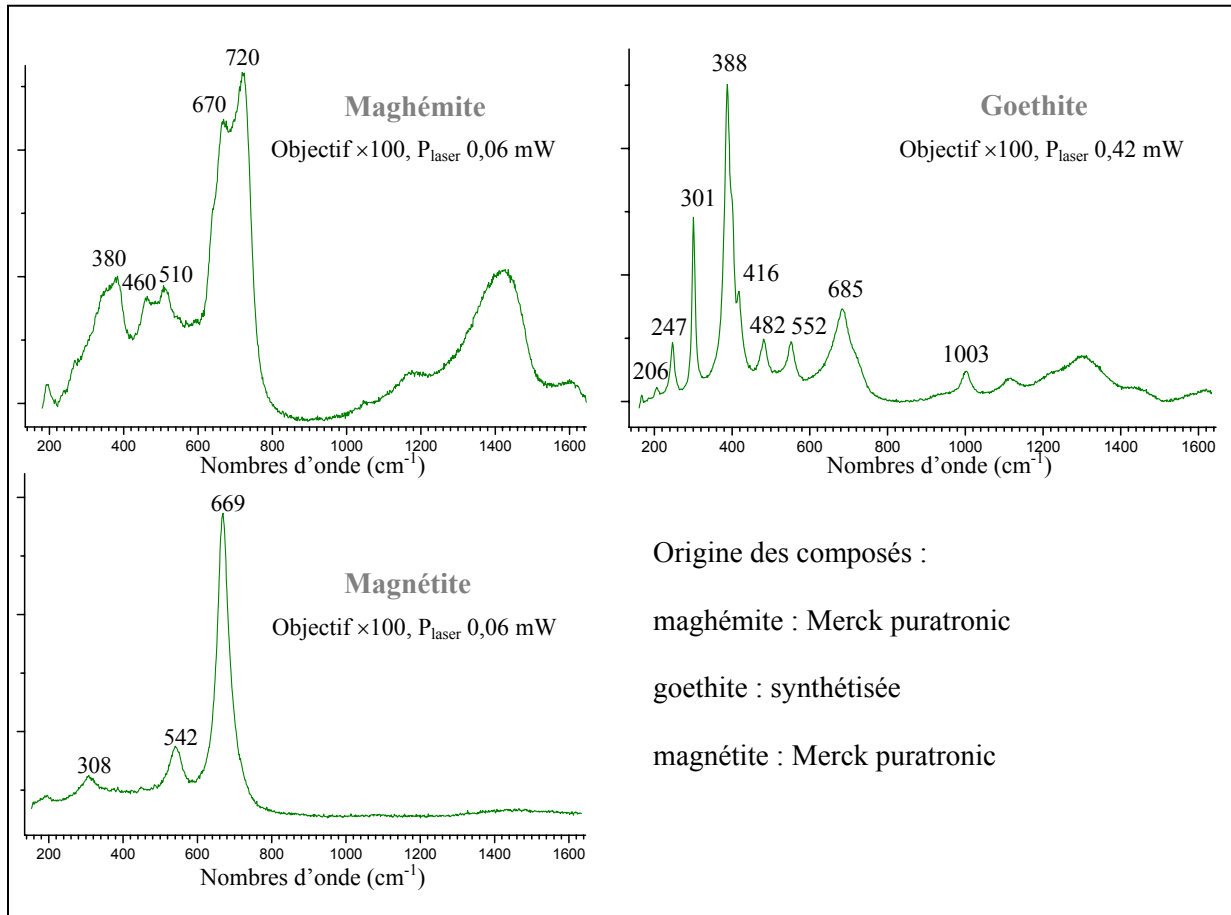 720
670
Maghémite
Objectif ×100, P_laser 0,06 mW
380
460
510
200 400 600 800 1000 1200 1400 1600
Nombres d'onde (cm⁻¹)
388
Goethite
Objectif ×100, P_laser 0,42 mW
301
416
247
482
552
685
206
1003
200 400 600 800 1000 1200 1400 1600
Nombres d'onde (cm⁻¹)
669
Magnétite
Objectif ×100, P_laser 0,06 mW
542
308
200 400 600 800 1000 1200 1400 1600
Nombres d'onde (cm⁻¹)
Origine des composés :
maghémite : Merck puratronic
goethite : synthétisée
magnétite : Merck puratronic